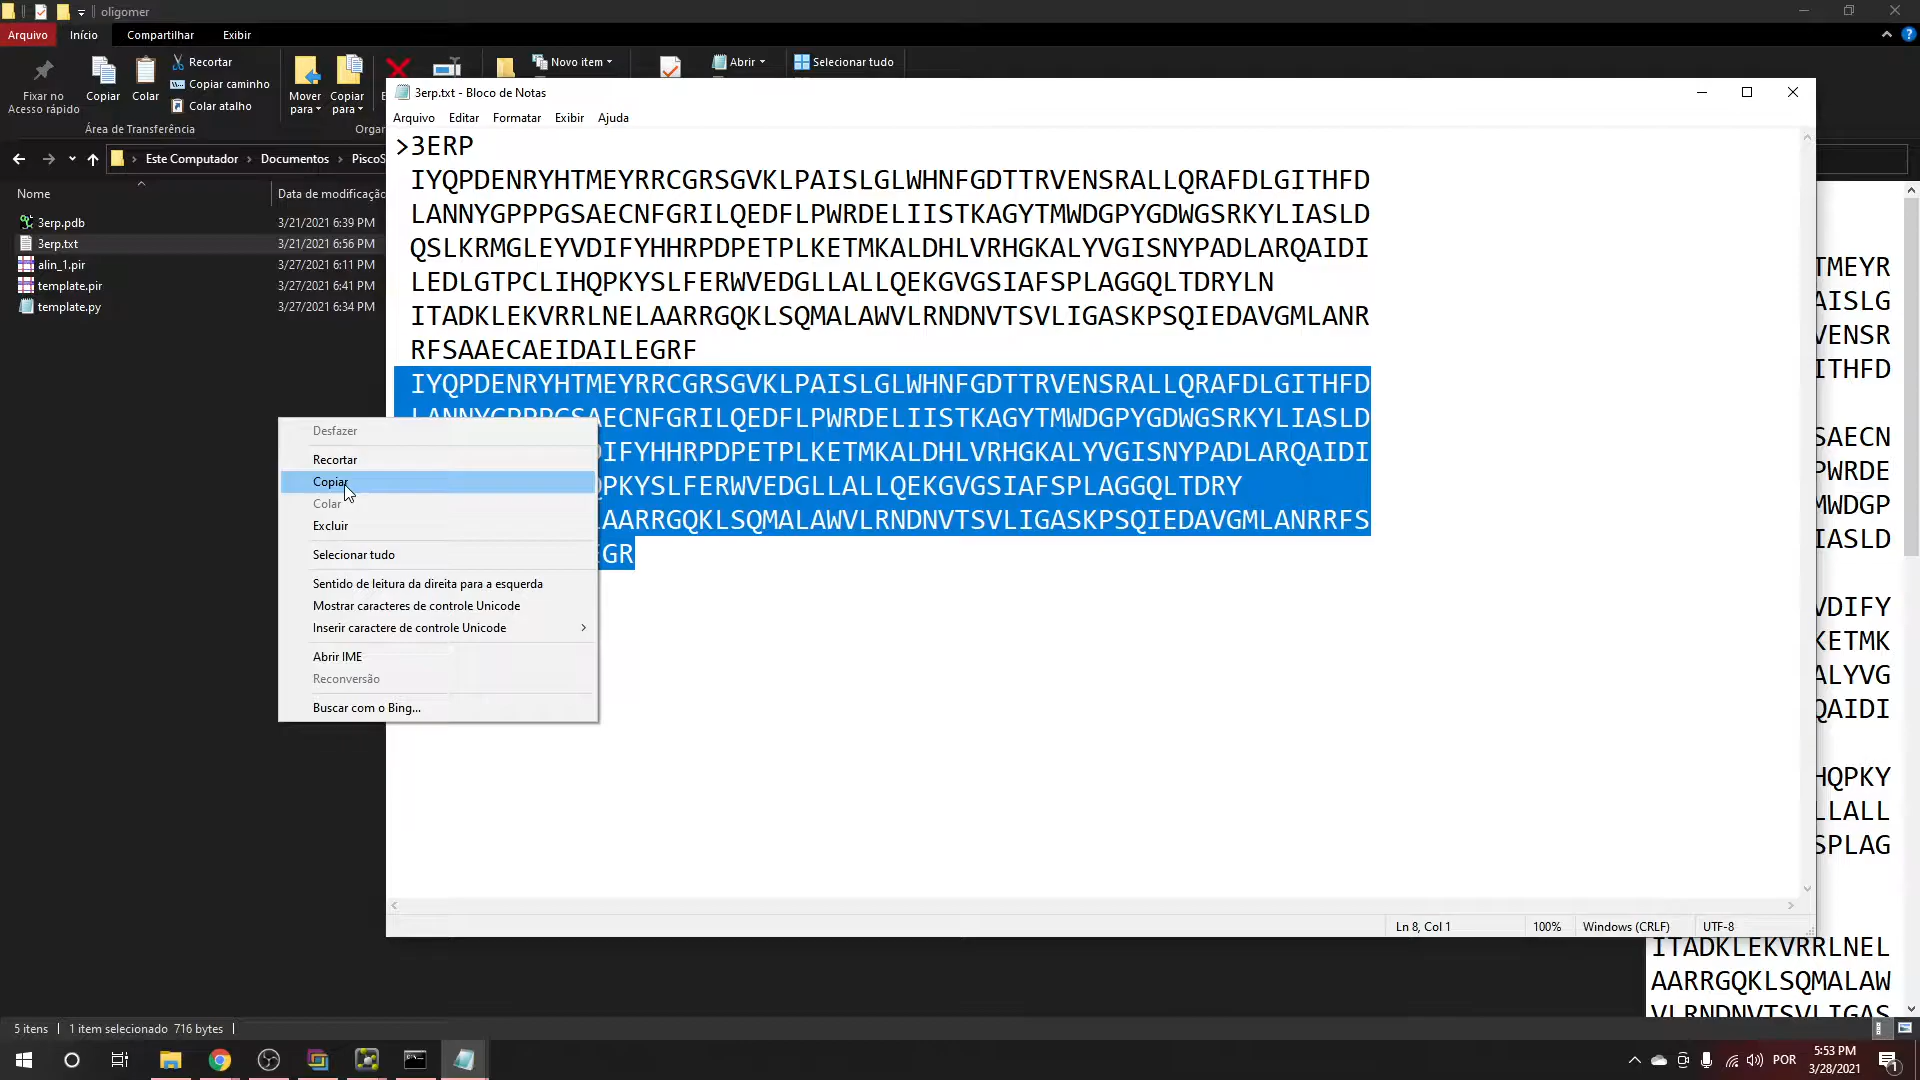 oligomer
Arquivo Início Compartilhar Exibir
Fixar no
Acesso rápido
Copiar
Colar
Recortar
Copiar caminho
Colar atalho
Área de Transferência
Mover
para
Copiar
para
Novo item
Abrir
Selecionar tudo
Este Computador > Documentos >
Nome
Data de modificação
3erp.pdb 3/21/2021 6:39 PM
3erp.txt 3/21/2021 6:56 PM
alin_1.pir 3/27/2021 6:11 PM
template.pir 3/27/2021 6:41 PM
template.py 3/27/2021 6:34 PM
3erp.txt - Bloco de Notas
Arquivo Editar Formatar Exibir Ajuda
>3ERP
IYQPDENRYHTMEYRRCGRSGVKLPAISLGLWHNFGDTTRVENSRALLQRAFDLGITHFD
LANNYGPPPGSAECNFGRILQEDFLPWRDELIISTKAGYTMWDGPYGDWGSRKYLIASLD
QSLKRMGLEYVDIFYHHRPDPETPLKETMKALDHLVRHGKALYVGISNYPADLARQAIDI
LEDLGTPCLIHQPKYSLFERWVEDGLLALLQEKGVGSIAFSPLAGGQLTDRYLN
ITADKLEKVRRLNELAARRGQKLSQMALAWVLRNDNVTSVLIGASKPSQIEDAVGMLANR
RFSAAECAEIDAILEGRF
IYQPDENRYHTMEYRRCGRSGVKLPAISLGLWHNFGDTTRVENSRALLQRAFDLGITHFD
LANNYGPPPGSAECNFGRILQEDFLPWRDELIISTKAGYTMWDGPYGDWGSRKYLIASLD
DIFYHHRPDPETPLKETMKALDHLVRHGKALYVGISNYPADLARQAIDI
QPKYSLFERWVEDGLLALLQEKGVGSIAFSPLAGGQLTDRY
LAARRGQKLSQMALAWVLRNDNVTSVLIGASKPSQIEDAVGMLANRRFS
EGR
Desfazer
Recortar
Copiar
Colar
Excluir
Selecionar tudo
Sentido de leitura da direita para a esquerda
Mostrar caracteres de controle Unicode
Inserir caractere de controle Unicode
Abrir IME
Reconversão
Buscar com o Bing...
Ln 8, Col 1 100% Windows (CRLF) UTF-8
TMEYR
AISLG
VENSR
ITHFD
SAECN
PWRDE
MWDGP
IASLD
VDIFY
KETMK
ALYVG
QAIDI
HQPKY
LLALL
SPLAG
ITADKLEKVRRLNEL
AARRGQKLSQMALAW
VLRNDNVTSVLIGAS
5 itens 1 item selecionado 716 bytes
POR
5:53 PM
3/28/2021
1